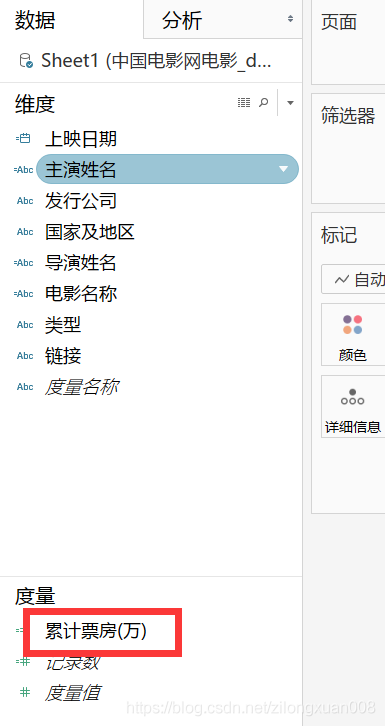 数据
分析
页面
Sheet1 (中国电影网电影_d...
维度
筛选器
=Abc 上映日期
=Abc 主演姓名
Abc 发行公司
Abc 国家及地区
=Abc 导演姓名
=Abc 电影名称
Abc 类型
Abc 链接
Abc 度量名称
标记
自动
颜色
详细信息
度量
累计票房(万)
记录数
度量值
https://blog.csdn.net/zilongxuan008